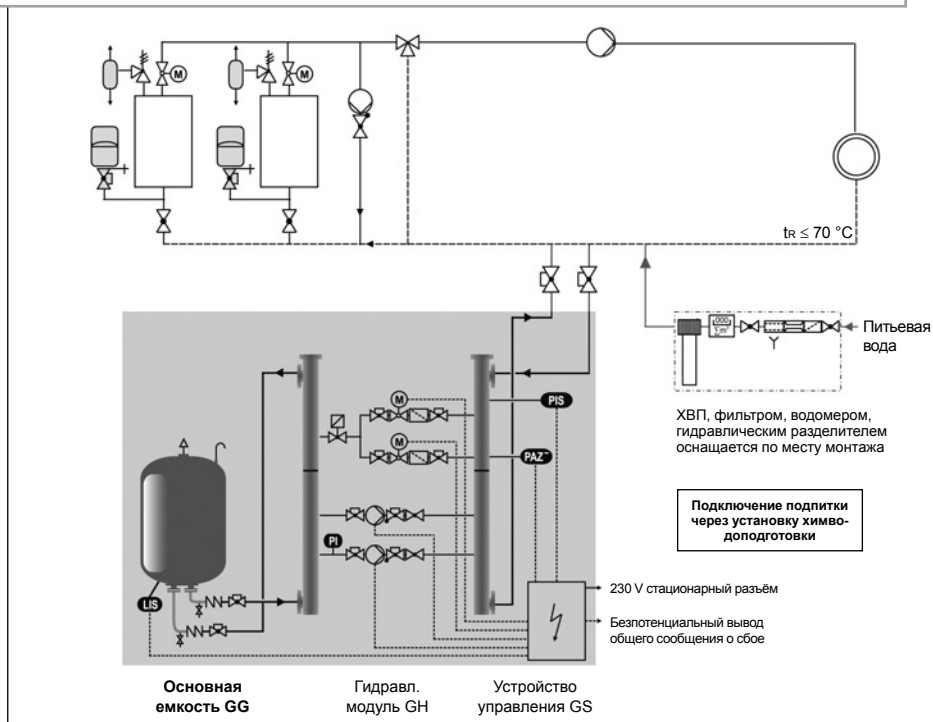 M
M
tR ≤ 70 °C
000
Σm³
Питьевая
вода
ХВП, фильтром, водомером,
гидравлическим разделителем
оснащается по месту монтажа
Подключение подпитки
через установку химво-
доподготовки
M
PIS
M
PAZ⁻
PI
LIS
230 V стационарный разъём
Безпотенциальный вывод
общего сообщения о сбое
Основная
емкость GG
Гидравл.
модуль GH
Устройство
управления GS